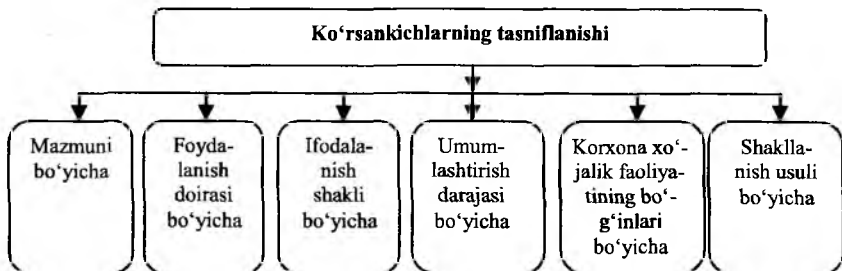 Ko‘rsankichlarning tasniflanishi
Mazmuni
bo‘yicha
Foyda-
lanish
doirasi
bo‘yicha
Ifodala-
nish
shakli
bo‘yicha
Umum-
lashtirish
darajasi
bo‘yicha
Korxona xo‘-
jalik faoliya-
tining bo‘-
g‘inlari
bo‘yicha
Shaklla-
nish usuli
bo‘yicha